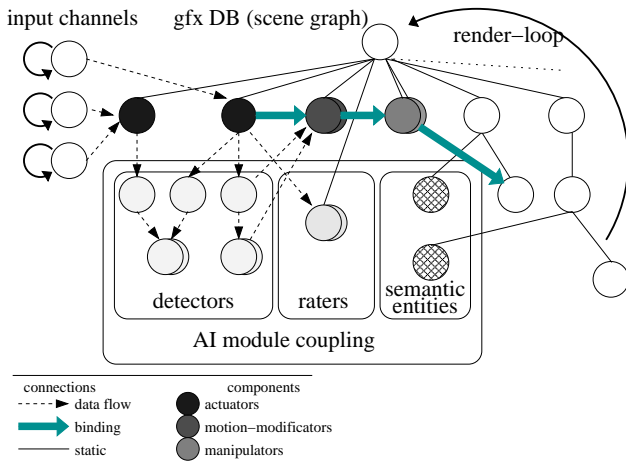 input channels
gfx DB (scene graph)
render−loop
detectors
raters
semantic
entities
AI module coupling
connections
components
data flow
actuators
binding
motion−modificators
static
manipulators